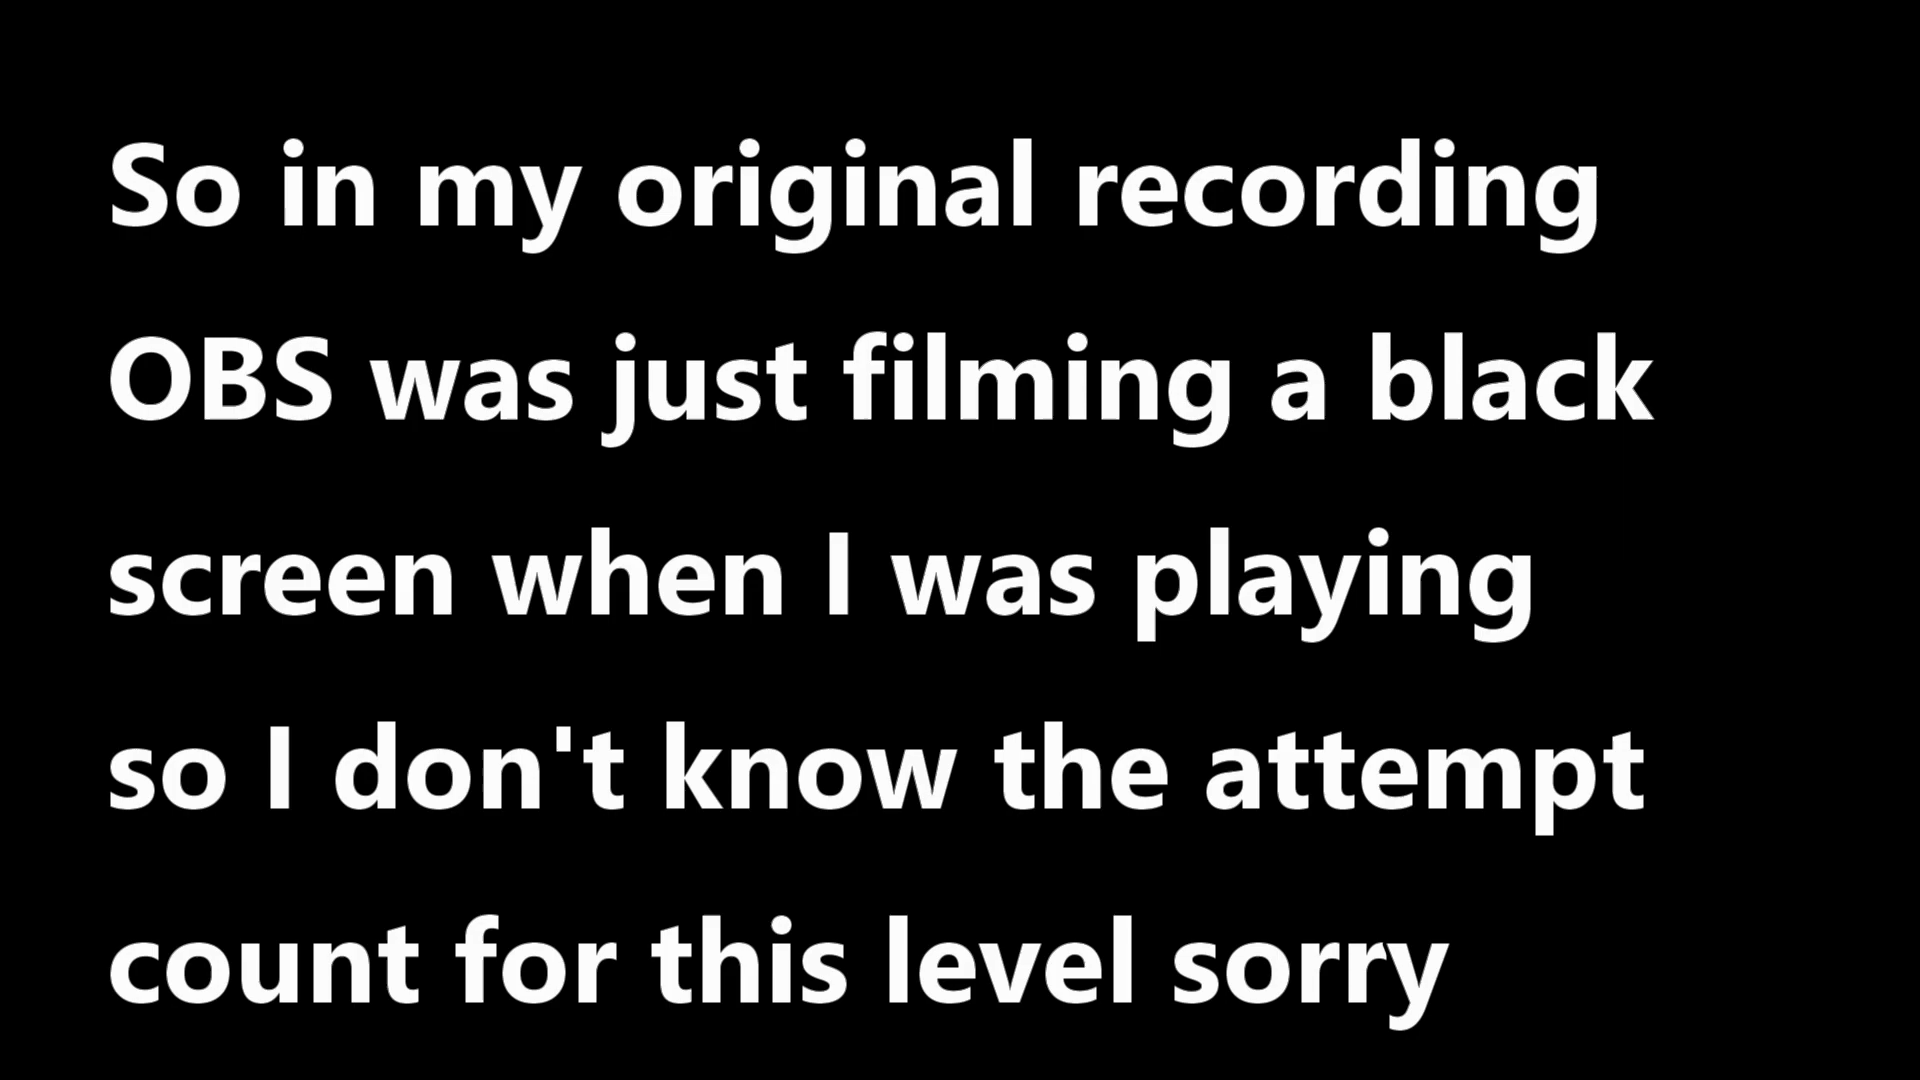 So in my original recording
OBS was just filming a black
screen when I was playing
so I don't know the attempt
count for this level sorry